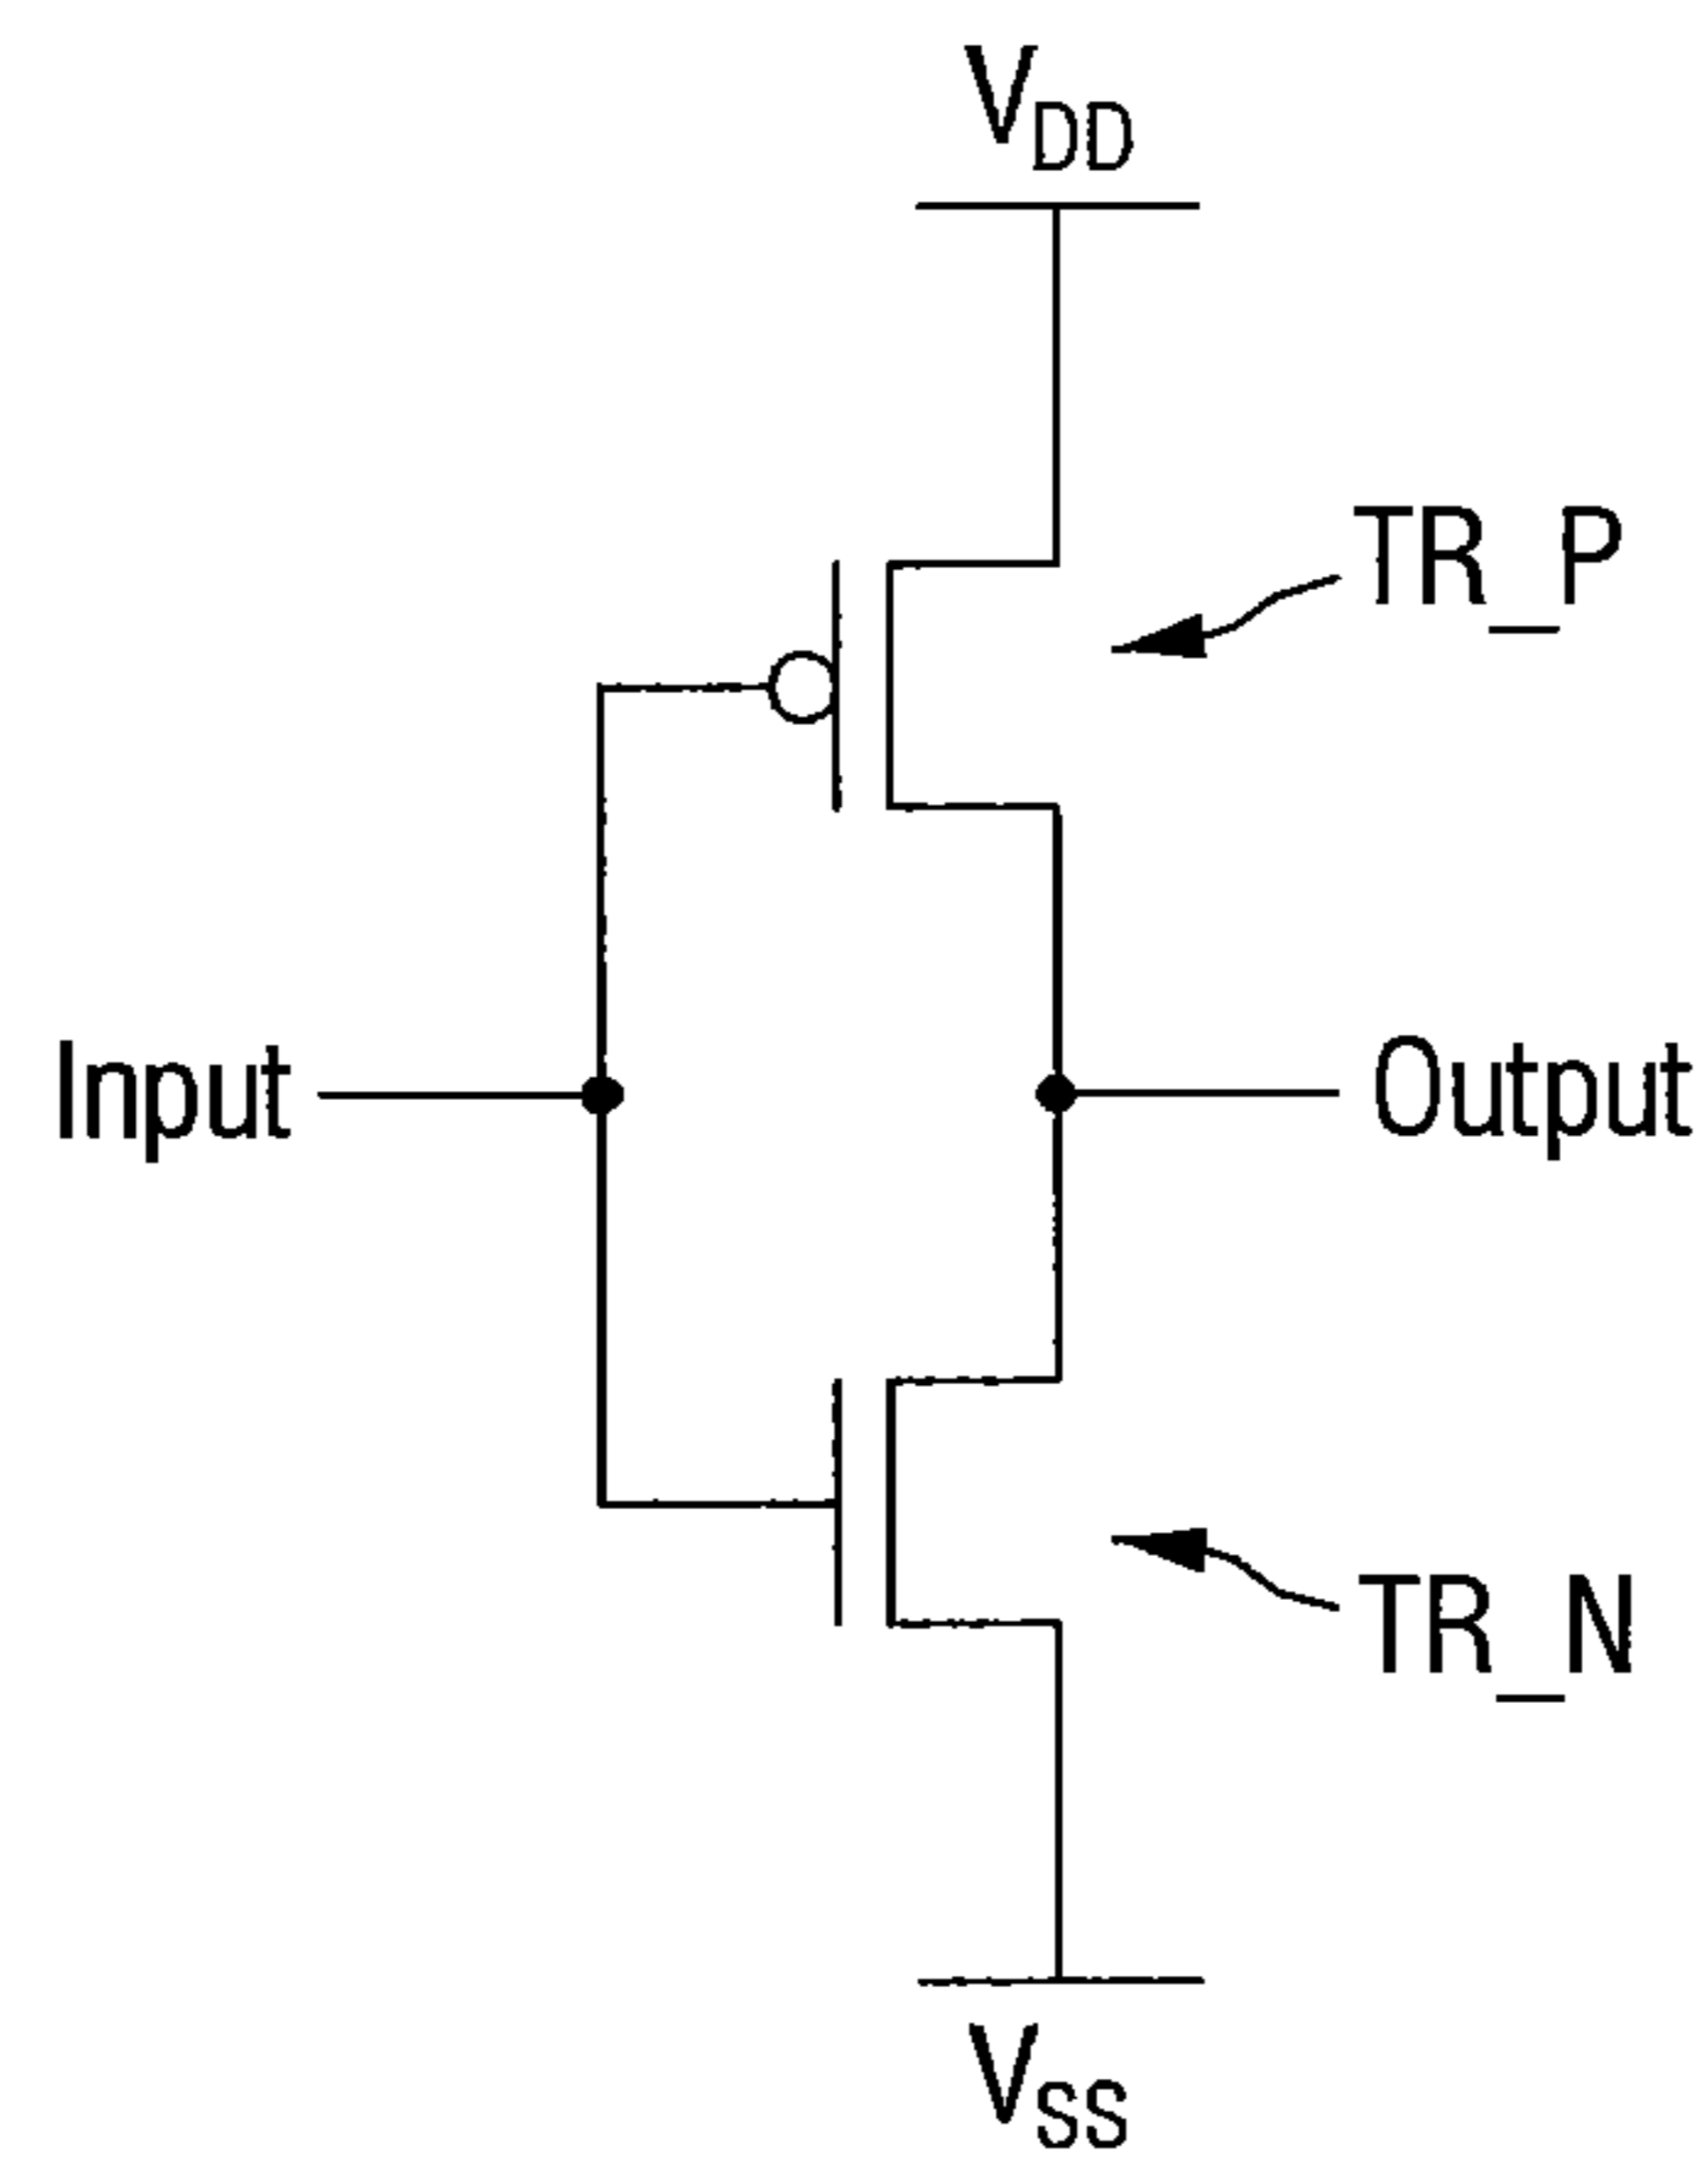 VDD
TR_P
Input
Output
TR_N
VSS